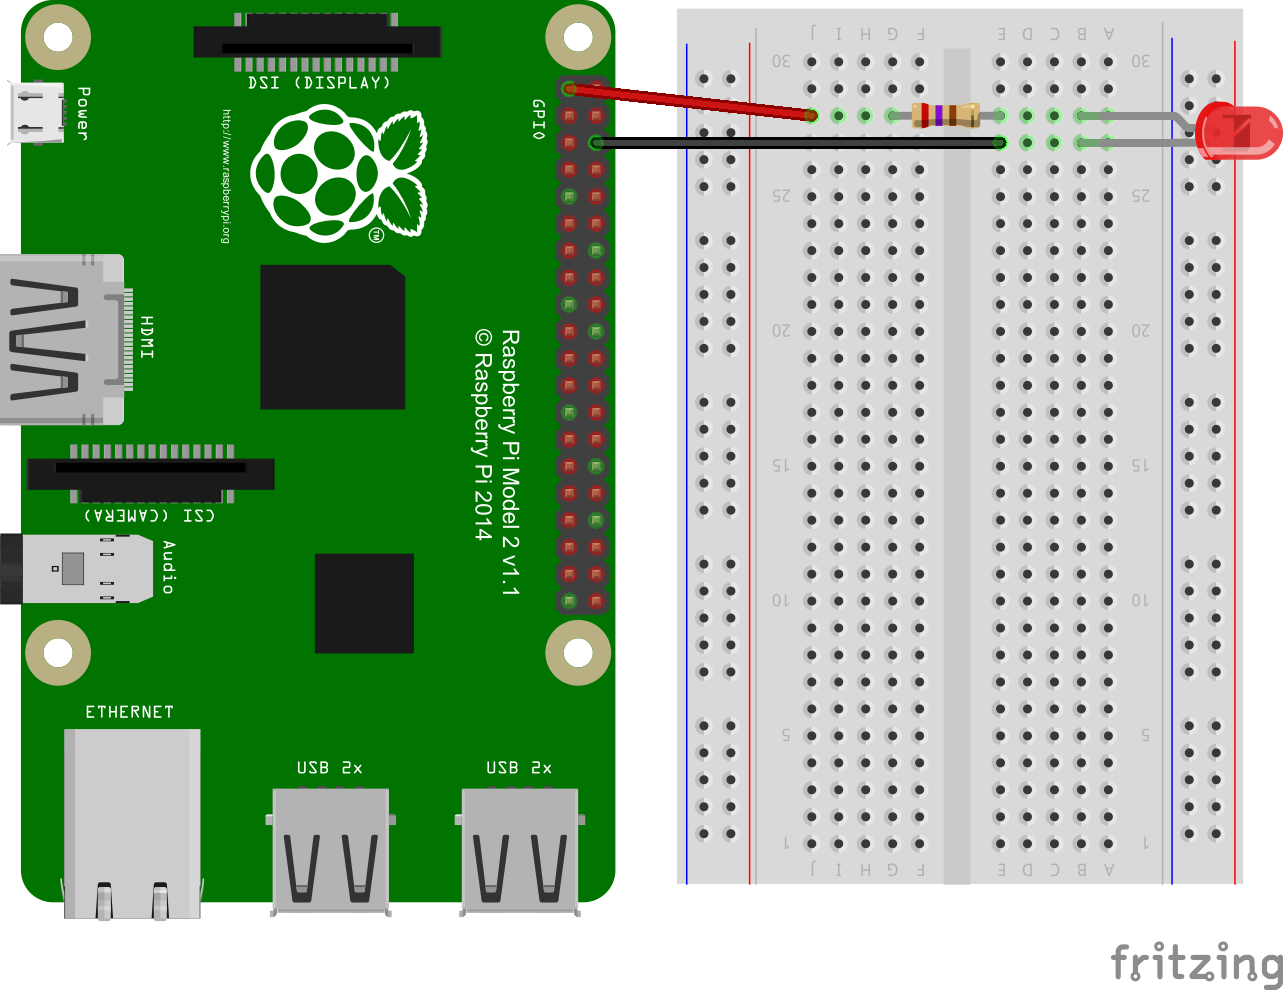 DSI (DISPLAY)
Power
http://www.raspberrypi.org
TM
GPIO
HDMI
Raspberry Pi Model 2 v1.1
© Raspberry Pi 2014
CSI (CAMERA)
Audio
ETHERNET
USB 2x
USB 2x
J I H G F E D C B A
30 30
25 25
20 20
15 15
10 10
5 5
1 1
J I H G F E D C B A
fritzing